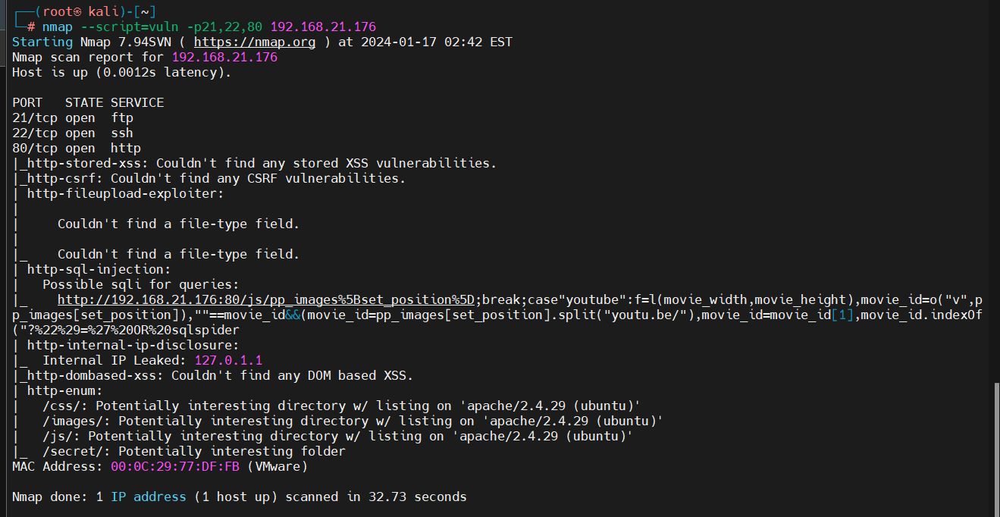 ┌──(root㉿ kali)-[~]
└─# nmap --script=vuln -p21,22,80 192.168.21.176
Starting Nmap 7.94SVN ( https://nmap.org ) at 2024-01-17 02:42 EST
Nmap scan report for 192.168.21.176
Host is up (0.0012s latency).

PORT   STATE SERVICE
21/tcp open  ftp
22/tcp open  ssh
80/tcp open  http
|_http-stored-xss: Couldn't find any stored XSS vulnerabilities.
|_http-csrf: Couldn't find any CSRF vulnerabilities.
| http-fileupload-exploiter:
|
|     Couldn't find a file-type field.
|
|_    Couldn't find a file-type field.
| http-sql-injection:
|   Possible sqli for queries:
|_    http://192.168.21.176:80/js/pp_images%5Bset_position%5D;break;case"youtube":f=l(movie_width,movie_height),movie_id=o("v",p
p_images[set_position]),""==movie_id&&(movie_id=pp_images[set_position].split("youtu.be/"),movie_id=movie_id[1],movie_id.indexOf
("?%22%29=%27%20OR%20sqlspider
| http-internal-ip-disclosure:
|_  Internal IP Leaked: 127.0.1.1
|_http-dombased-xss: Couldn't find any DOM based XSS.
| http-enum:
|   /css/: Potentially interesting directory w/ listing on 'apache/2.4.29 (ubuntu)'
|   /images/: Potentially interesting directory w/ listing on 'apache/2.4.29 (ubuntu)'
|   /js/: Potentially interesting directory w/ listing on 'apache/2.4.29 (ubuntu)'
|_  /secret/: Potentially interesting folder
MAC Address: 00:0C:29:77:DF:FB (VMware)

Nmap done: 1 IP address (1 host up) scanned in 32.73 seconds